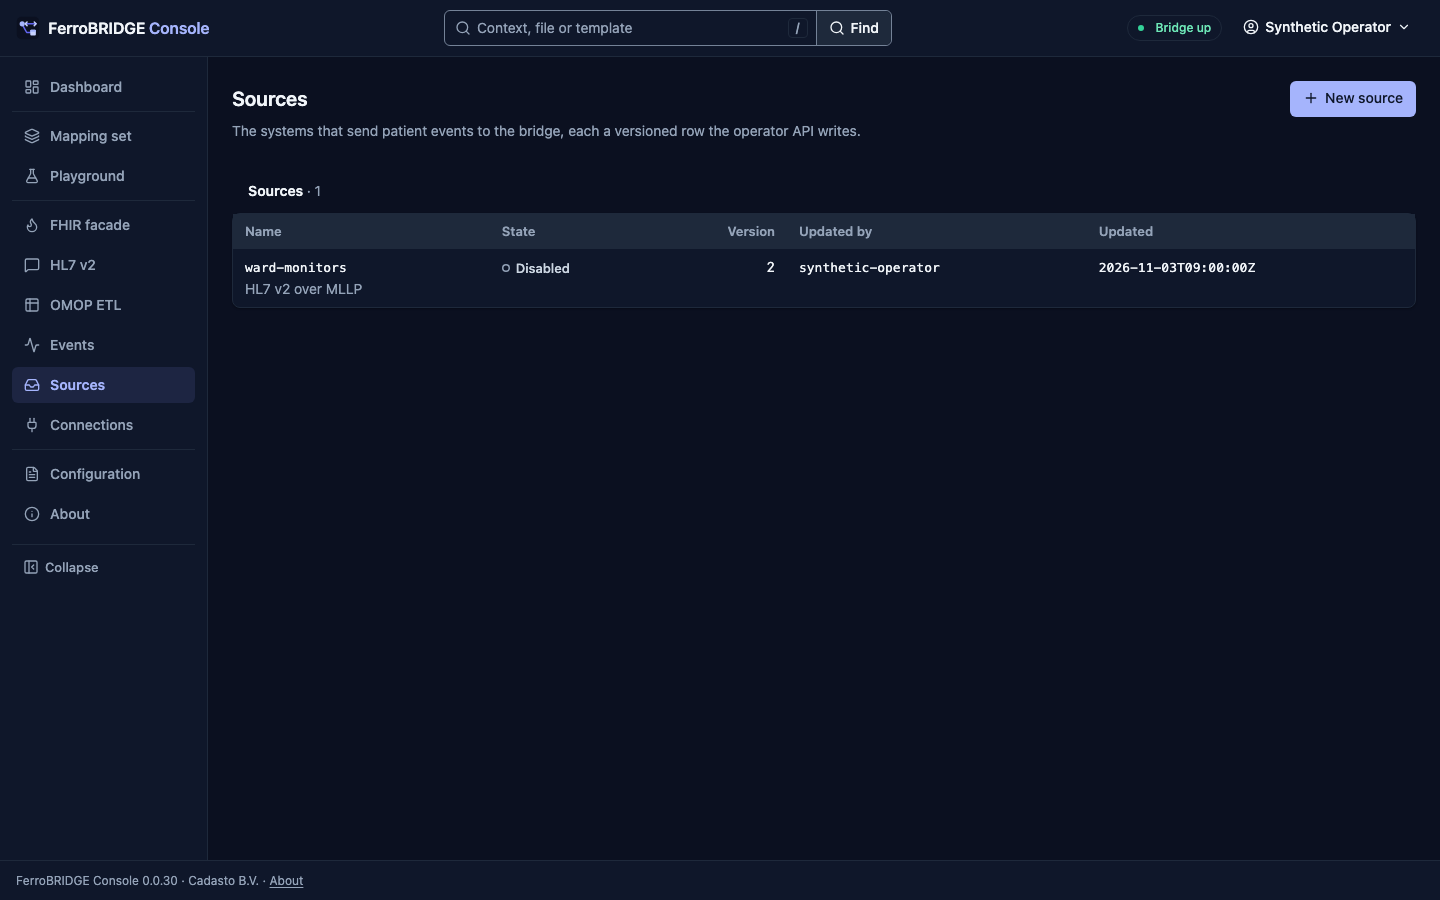 FerroBRIDGE Console
Context, file or template
/
Find
Bridge up
Synthetic Operator
Dashboard
Mapping set
Playground
FHIR facade
HL7 v2
OMOP ETL
Events
Sources
Connections
Configuration
About
Collapse
Sources
New source
The systems that send patient events to the bridge, each a versioned row the operator API writes.
Sources · 1
Name State Version Updated by Updated
ward-monitors Disabled 2 synthetic-operator 2026-11-03T09:00:00Z
HL7 v2 over MLLP
FerroBRIDGE Console 0.0.30 · Cadasto B.V. · About